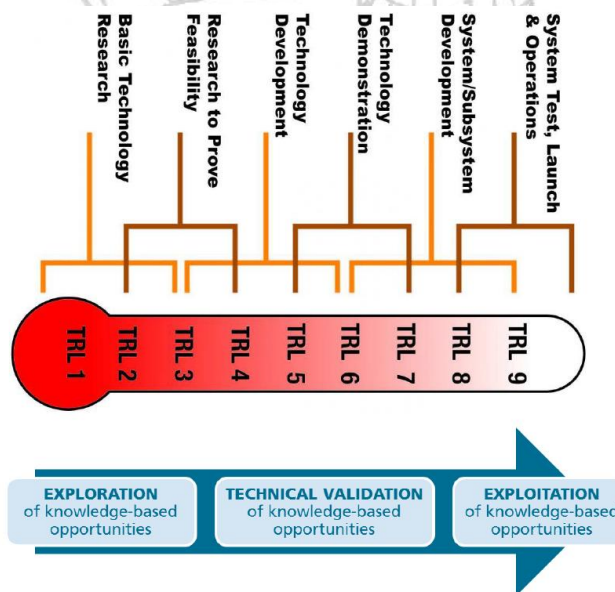 Basic Technology
Research
Research to Prove
Feasibility
Technology
Development
Technology
Demonstration
System/Subsystem
Development
System Test, Launch
& Operations
TRL 1
TRL 2
TRL 3
TRL 4
TRL 5
TRL 6
TRL 7
TRL 8
TRL 9
EXPLORATION
of knowledge-based
opportunities
TECHNICAL VALIDATION
of knowledge-based
opportunities
EXPLOITATION
of knowledge-based
opportunities